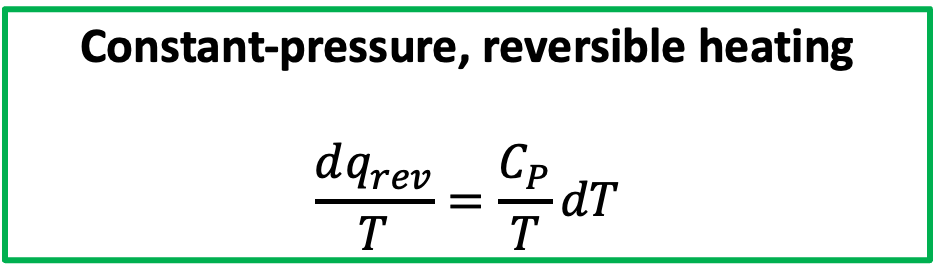 Constant-pressure, reversible heating
dq_rev/T = C_P/T dT